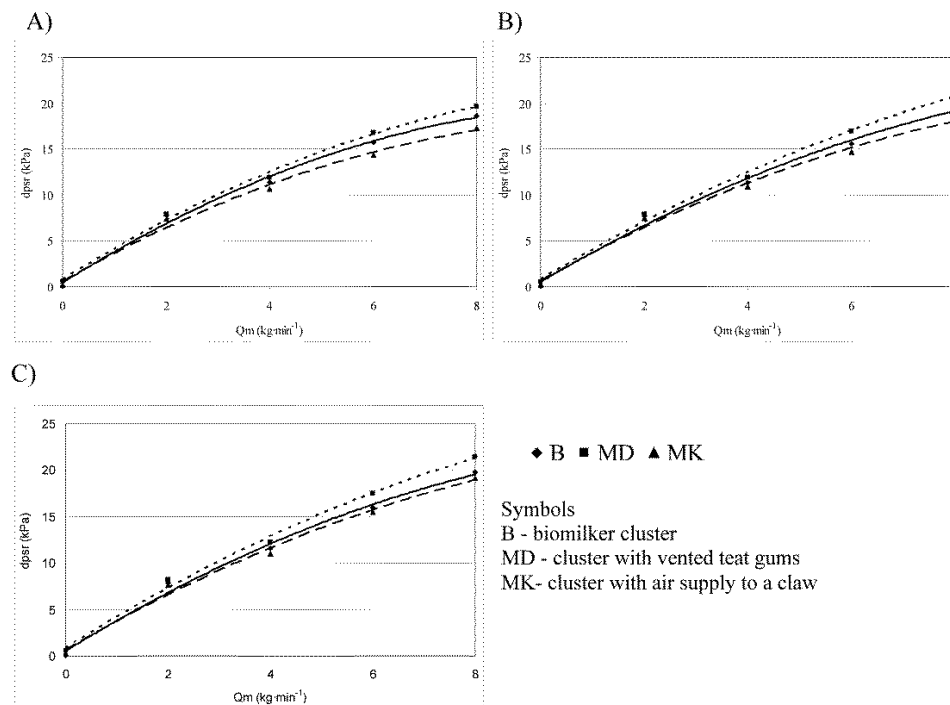 A)
25
20
15
10
5
0
dpsr (kPa)
0 2 4 6 8
Qm (kg·min-1)
B)
25
20
15
10
5
0
dpsr (kPa)
0 2 4 6 8
Qm (kg·min-1)
C)
25
20
15
10
5
0
dpsr (kPa)
0 2 4 6 8
Qm (kg·min-1)
B MD MK
Symbols
B - biomilker cluster
MD - cluster with vented teat gums
MK- cluster with air supply to a claw